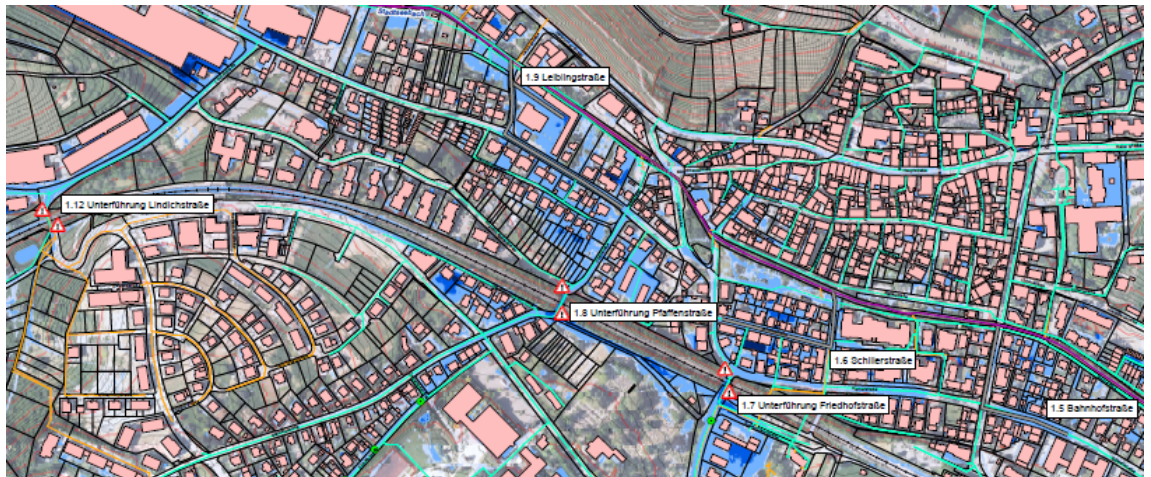 Stadtseebach
1.9 Leiblingstraße
1.12 Unterführung Lindichstraße
1.8 Unterführung Pfaffenstraße
1.6 Schillerstraße
1.7 Unterführung Friedhofstraße
1.5 Bahnhofstraße